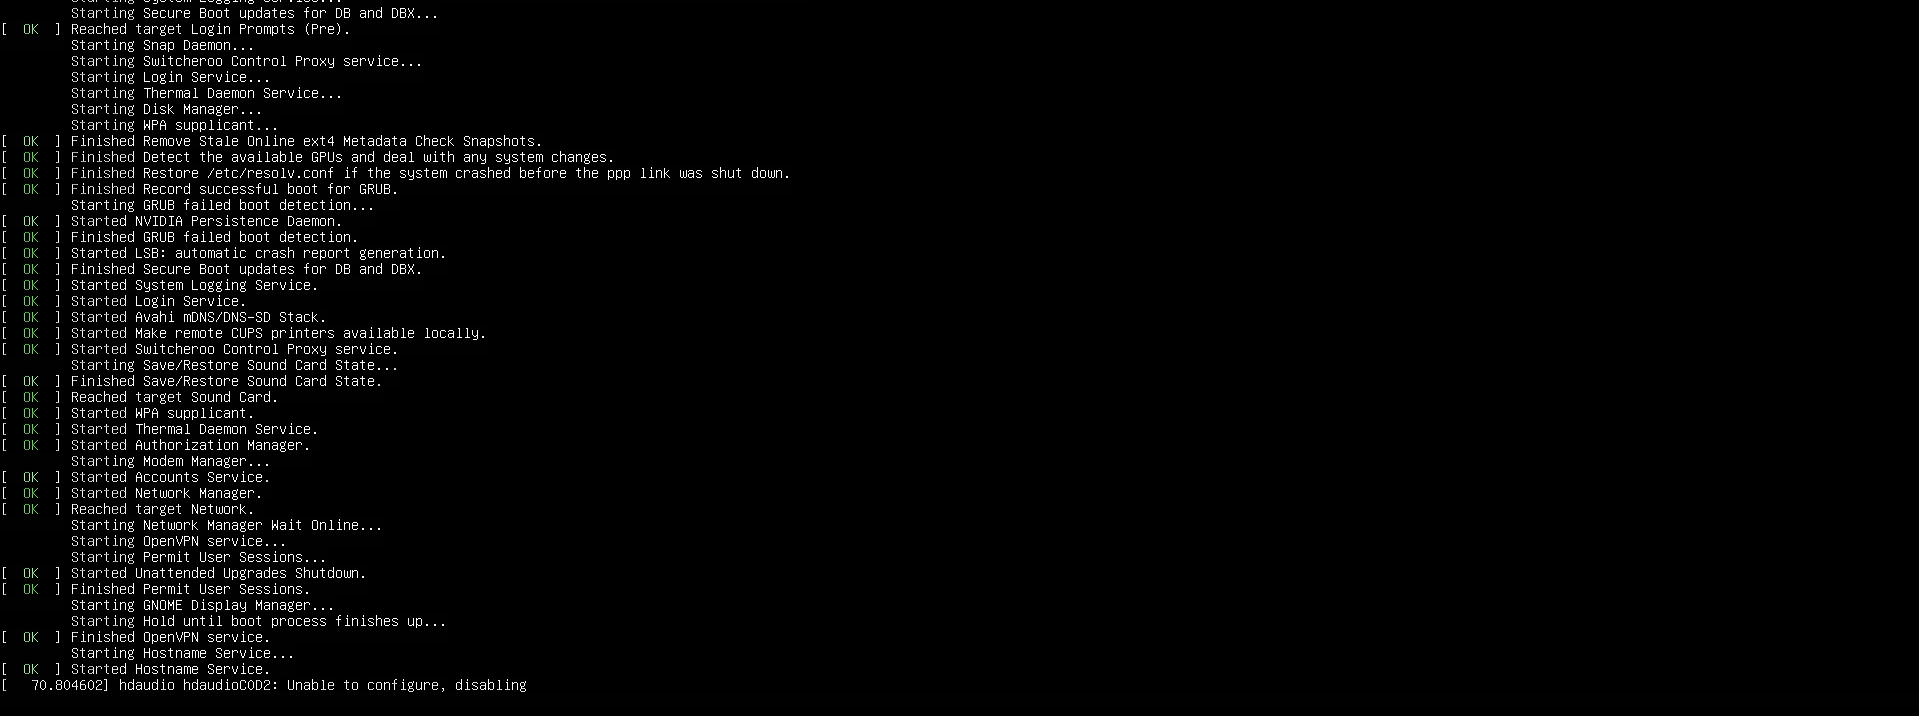 Starting System Logging Service...
Starting Secure Boot updates for DB and DBX...
[  OK  ] Reached target Login Prompts (Pre).
Starting Snap Daemon...
Starting Switcheroo Control Proxy service...
Starting Login Service...
Starting Thermal Daemon Service...
Starting Disk Manager...
Starting WPA supplicant...
[  OK  ] Finished Remove Stale Online ext4 Metadata Check Snapshots.
[  OK  ] Finished Detect the available GPUs and deal with any system changes.
[  OK  ] Finished Restore /etc/resolv.conf if the system crashed before the ppp link was shut down.
[  OK  ] Finished Record successful boot for GRUB.
Starting GRUB failed boot detection...
[  OK  ] Started NVIDIA Persistence Daemon.
[  OK  ] Finished GRUB failed boot detection.
[  OK  ] Started LSB: automatic crash report generation.
[  OK  ] Finished Secure Boot updates for DB and DBX.
[  OK  ] Started System Logging Service.
[  OK  ] Started Login Service.
[  OK  ] Started Avahi mDNS/DNS-SD Stack.
[  OK  ] Started Make remote CUPS printers available locally.
[  OK  ] Started Switcheroo Control Proxy service.
Starting Save/Restore Sound Card State...
[  OK  ] Finished Save/Restore Sound Card State.
[  OK  ] Reached target Sound Card.
[  OK  ] Started WPA supplicant.
[  OK  ] Started Thermal Daemon Service.
[  OK  ] Started Authorization Manager.
Starting Modem Manager...
[  OK  ] Started Accounts Service.
[  OK  ] Started Network Manager.
[  OK  ] Reached target Network.
Starting Network Manager Wait Online...
Starting OpenVPN service...
Starting Permit User Sessions...
[  OK  ] Started Unattended Upgrades Shutdown.
[  OK  ] Finished Permit User Sessions.
Starting GNOME Display Manager...
Starting Hold until boot process finishes up...
[  OK  ] Finished OpenVPN service.
Starting Hostname Service...
[  OK  ] Started Hostname Service.
[   70.804602] hdaudio hdaudioC0D2: Unable to configure, disabling